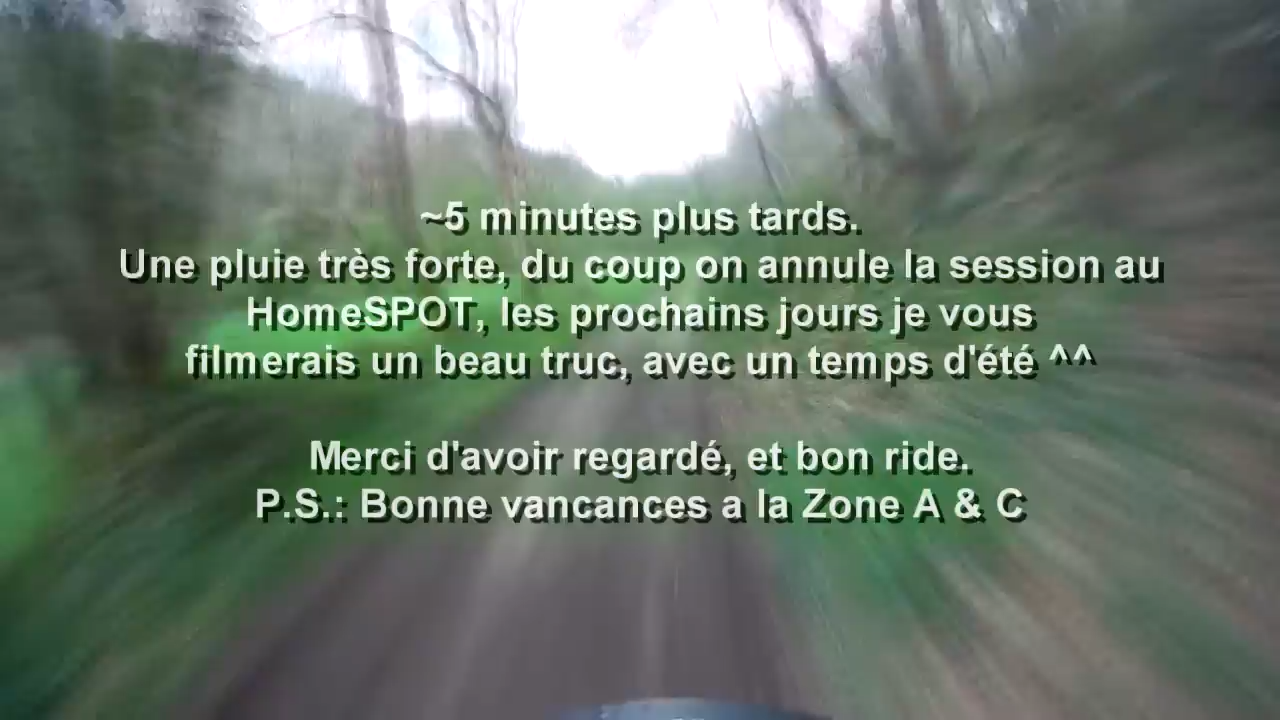 ~5 minutes plus tards.
Une pluie très forte, du coup on annule la session au
HomeSPOT, les prochains jours je vous
filmerais un beau truc, avec un temps d'été ^^
Merci d'avoir regardé, et bon ride.
P.S.: Bonne vancances a la Zone A & C